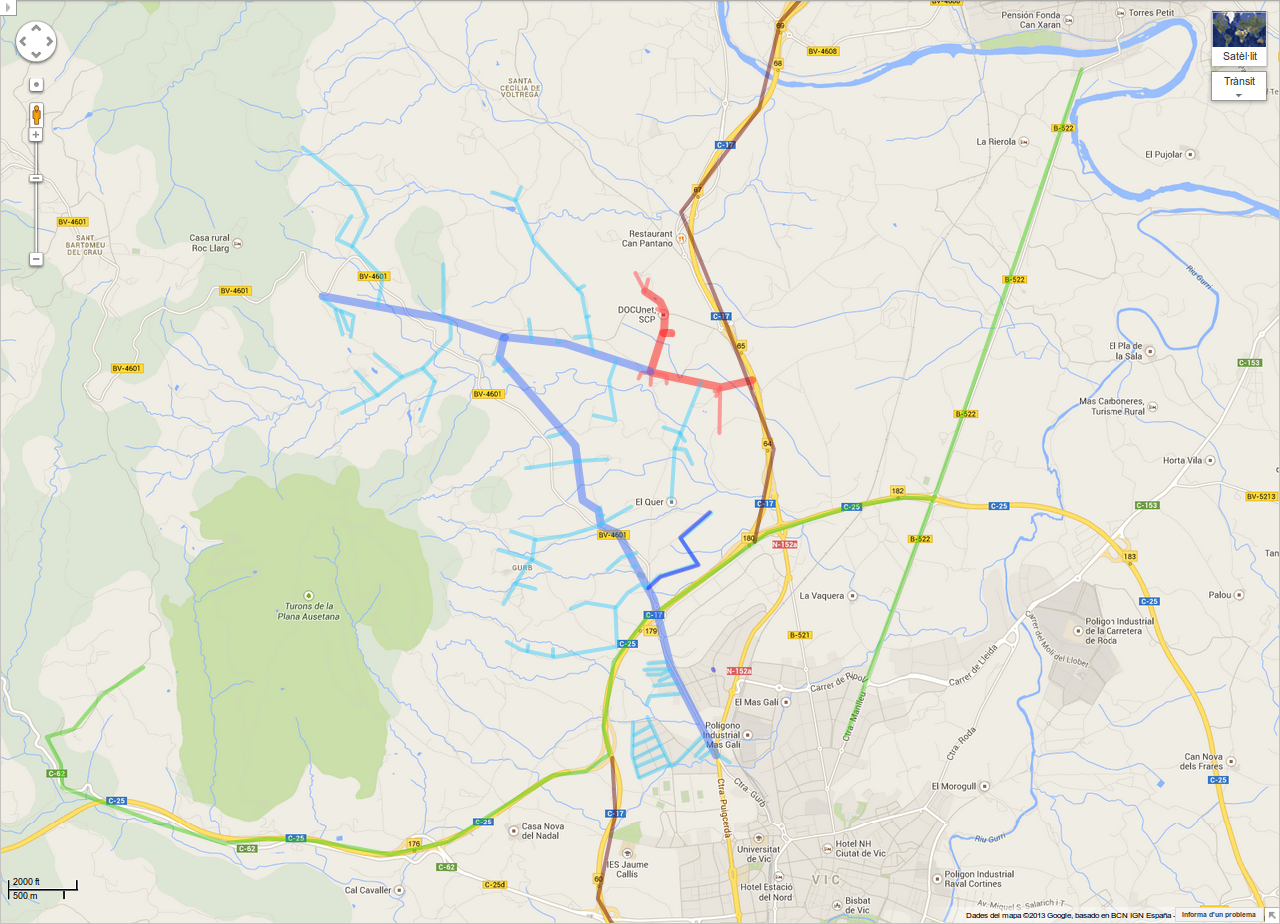 BV-4608
69
Pensión Fonda
Can Xaran
Torres Petit
Satèl·lit
Trànsit
BV-4608
68
SANTA
CECÍLIA DE
VOLTREGÀ
B-522
La Rierola
El Pujolar
C-17
67
BV-4601
SANT
BARTOMEU
DEL GRAU
Casa rural
Roc Llarg
Restaurant
Can Pantano
BV-4601
BV-4601
B-522
Riu Gurri
DOCUnet,
SCP
C-17
65
El Pla de
la Sala
C-153
BV-4601
BV-4601
Mas Carboneres,
Turisme Rural
B-522
64
Horta Vila
El Quer
C-17
C-25
182
C-25
C-153
BV-5213
BV-4601
180
N-152a
B-522
183
GURB
Turons de la
Plana Ausetana
La Vaquera
Palou
C-25
C-17
179
C-25
B-521
Carrer del Molí del Llobet
Polígon Industrial
de la Carretera
de Roda
Carrer de Lleida
N-152a
Carrer de Ripoll
El Mas Galí
Ctra. Manlleu
Polígono
Industrial
Mas Galí
Ctra. Roda
Can Nova
dels Frares
C-25
C-62
C-25
Ctra. Gurb
Ctra. Puigcerdà
El Morogull
C-17
C-25
Casa Nova
del Nadal
C-25
C-62
176
C-62
Riu Gurri
Universitat
de Vic
Hotel NH
Ciutat de Vic
IES Jaume
Callís
C-25d
60
Cal Cavaller
Hotel Estació
del Nord
VIC
Polígon Industrial
Raval Cortines
Bisbat
de Vic
Av. Miquel S.-Salarich i T.
2000 ft
500 m
Dades del mapa ©2013 Google, basado en BCN IGN España -
Informa d'un problema